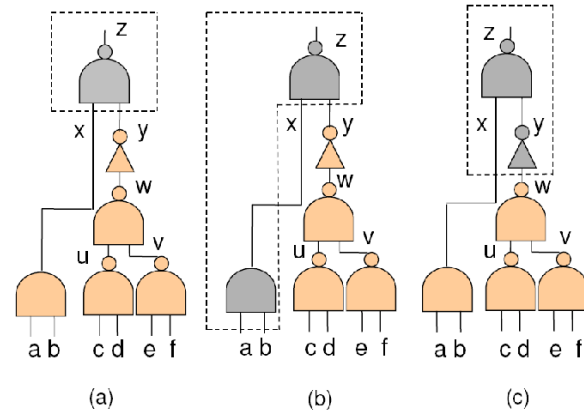 z z z
x y x y x y
w w w
u v u v u v
a b c d e f a b c d e f a b c d e f
(a) (b) (c)